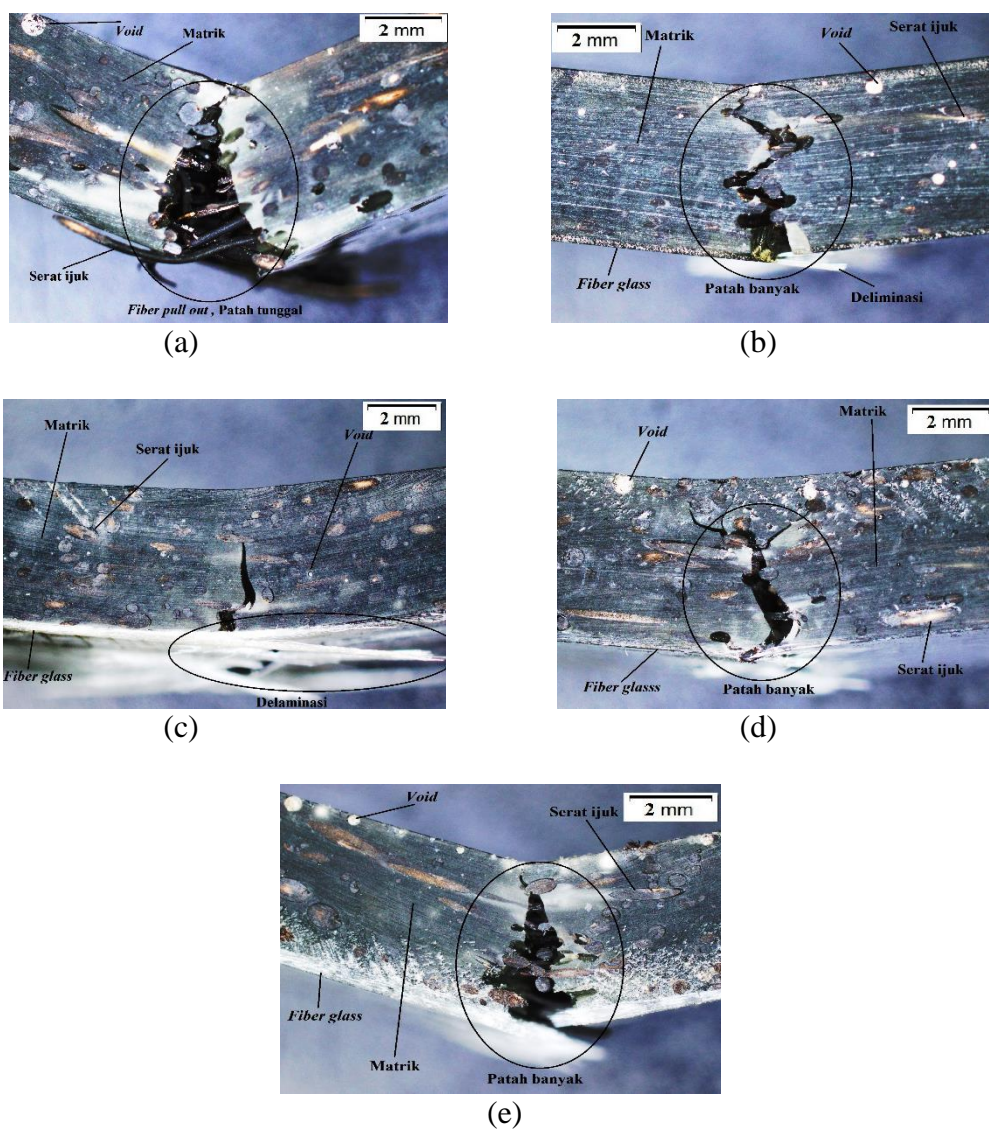 Void
Matrik
2 mm
Serat ijuk
Fiber pull out , Patah tunggal
(a)
2 mm
Matrik
Void
Serat ijuk
Fiber glass
Patah banyak
Deliminasi
(b)
2 mm
Matrik
Void
Serat ijuk
Fiber glass
Delaminasi
(c)
Matrik
2 mm
Void
Serat ijuk
Fiber glasss
Patah banyak
(d)
Void
2 mm
Serat ijuk
Fiber glass
Matrik
Patah banyak
(e)